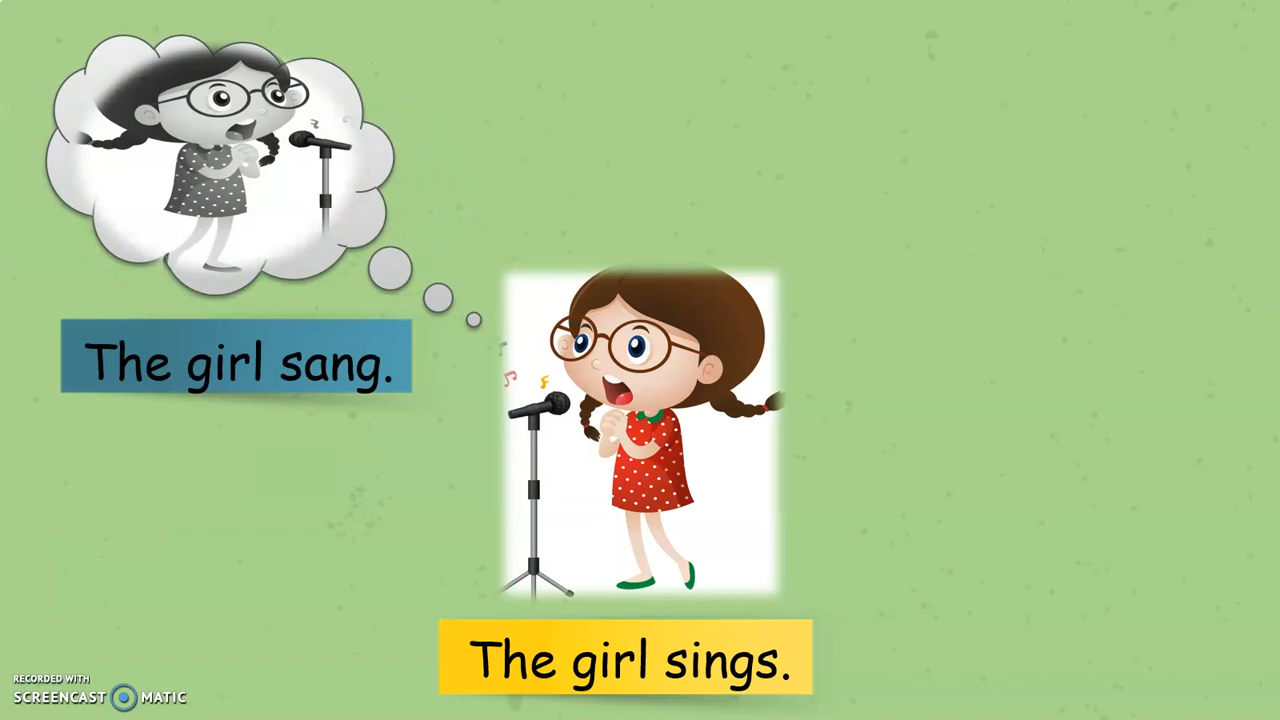 The girl sang.
The girl sings.
RECORDED WITH
SCREENCAST MATIC